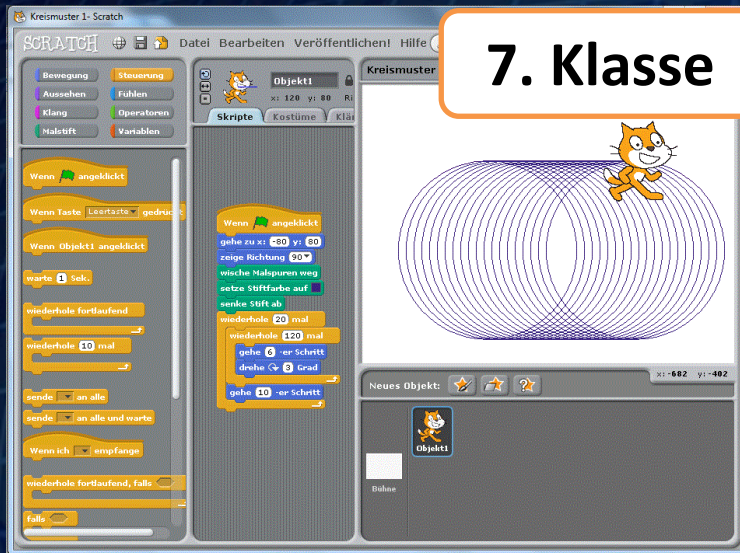 Kreismuster 1- Scratch
7. Klasse
SCRATCH
Datei Bearbeiten Veröffentlichen! Hilfe
Bewegung
Steuerung
Aussehen
Fühlen
Klang
Operatoren
Malstift
Variablen
Wenn angeklickt
Wenn Taste Leertaste gedrückt
Wenn Objekt1 angeklickt
warte 1 Sek.
wiederhole fortlaufend
wiederhole 10 mal
sende an alle
sende an alle und warte
Wenn ich empfange
wiederhole fortlaufend, falls
falls
Objekt1
x: 120 y: 80 Ri
Skripte Kostüme Klä
Wenn angeklickt
gehe zu x: -80 y: 80
zeige Richtung 90
wische Malspuren weg
setze Stiftfarbe auf
senke Stift ab
wiederhole 20 mal
wiederhole 120 mal
gehe 6 -er Schritt
drehe 3 Grad
gehe 10 -er Schritt
Kreismuster
x: -682 y: -402
Neues Objekt:
Objekt1
Bühne